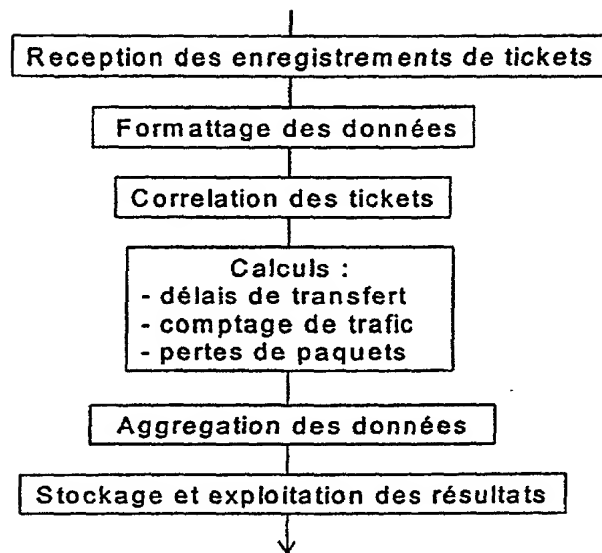 Reception des enregistrements de tickets
Formattage des données
Correlation des tickets
Calculs :
- délais de transfert
- comptage de trafic
- pertes de paquets
Aggregation des données
Stockage et exploitation des résultats